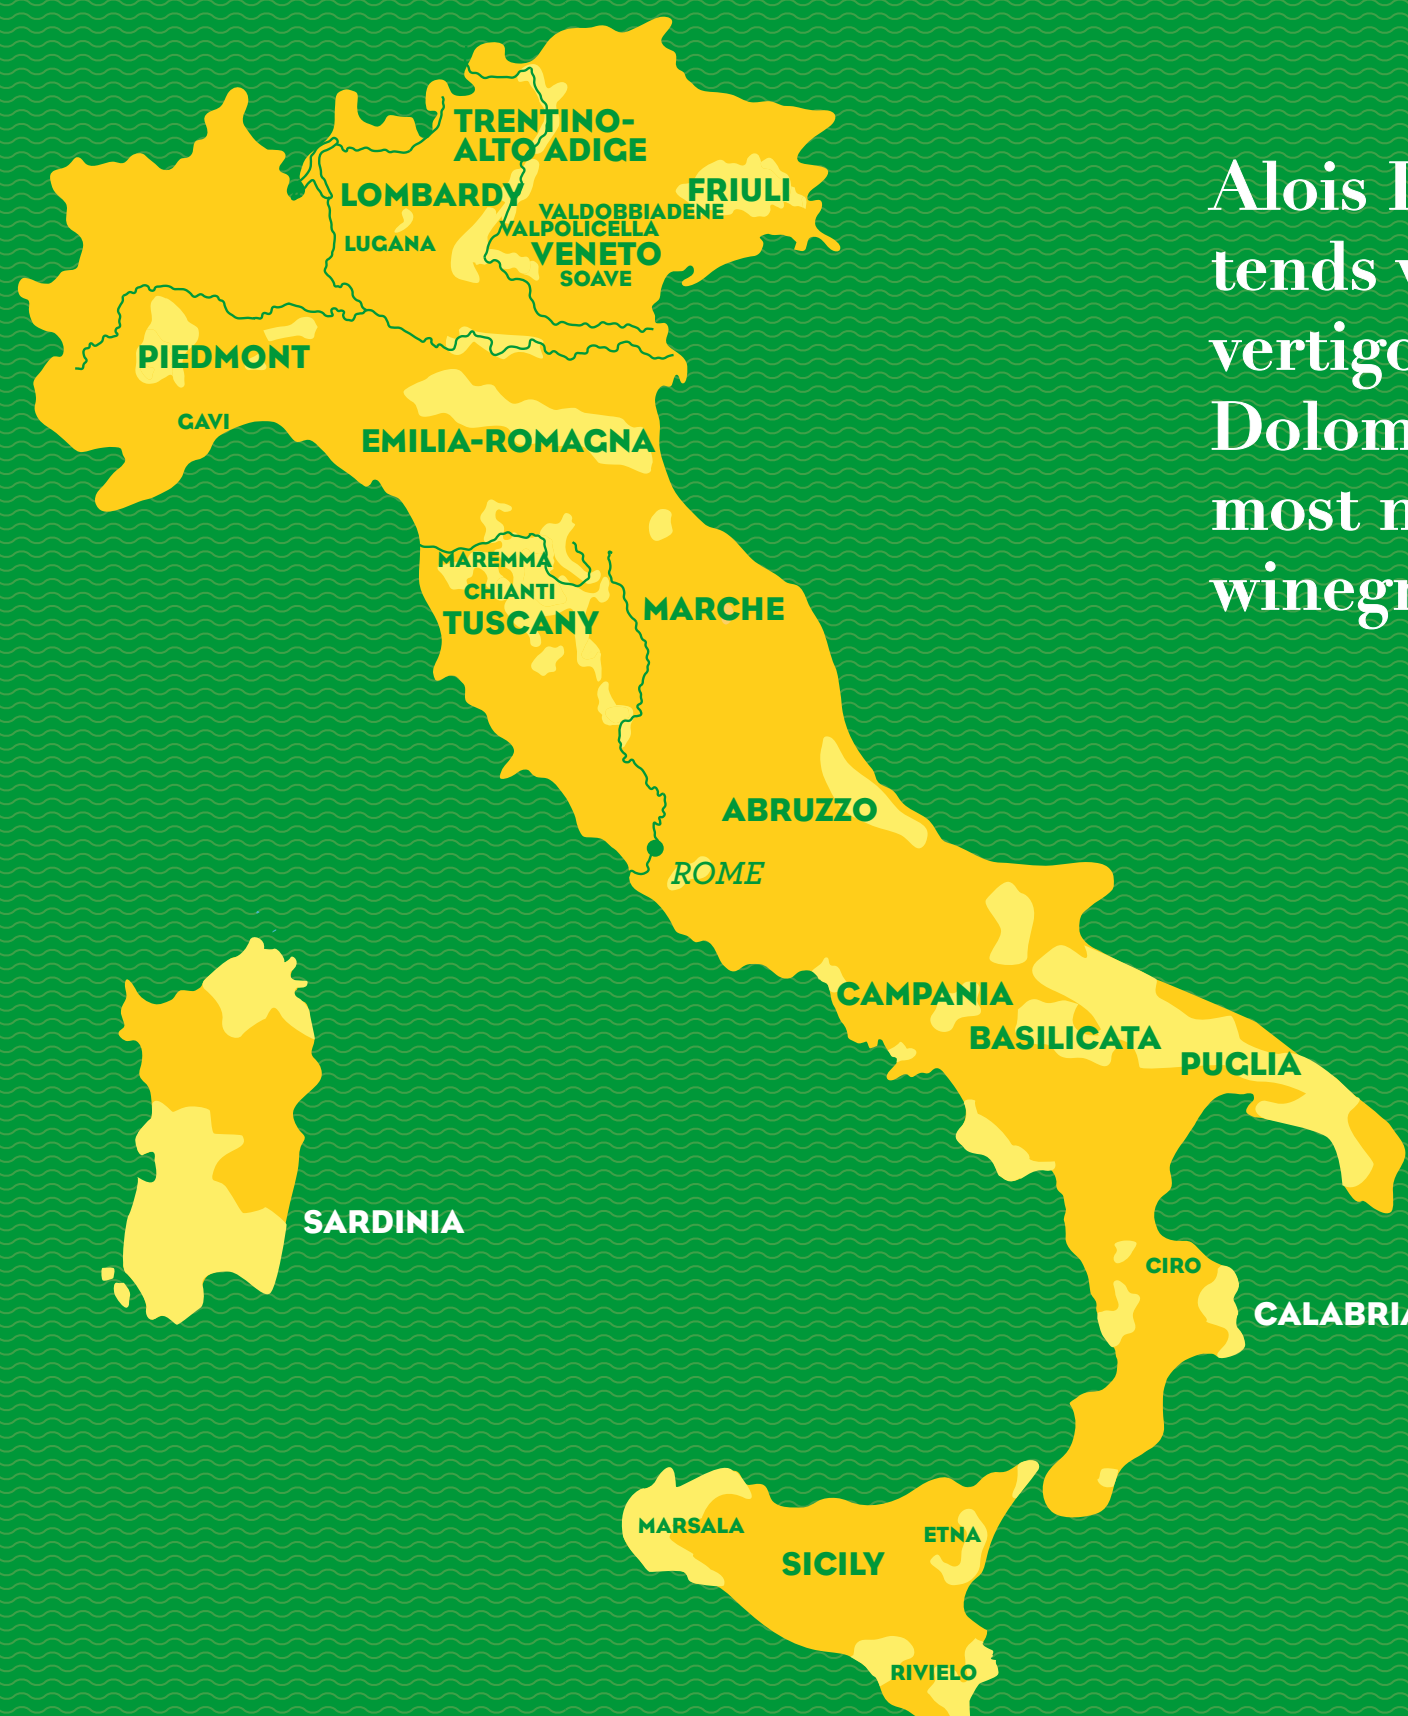 TRENTINO-
ALTO ADIGE
LOMBARDY
FRIULI
VALDOBBIADENE
VALPOLICELLA
LUGANA
VENETO
SOAVE
PIEDMONT
GAVI
EMILIA-ROMAGNA
MAREMMA
CHIANTI
TUSCANY
MARCHE
ABRUZZO
ROME
CAMPANIA
BASILICATA
PUGLIA
SARDINIA
CIRO
CALABRIA
MARSALA
ETNA
SICILY
RIVIELO
Alois
tends
vertigo
Dolom
most
winegr